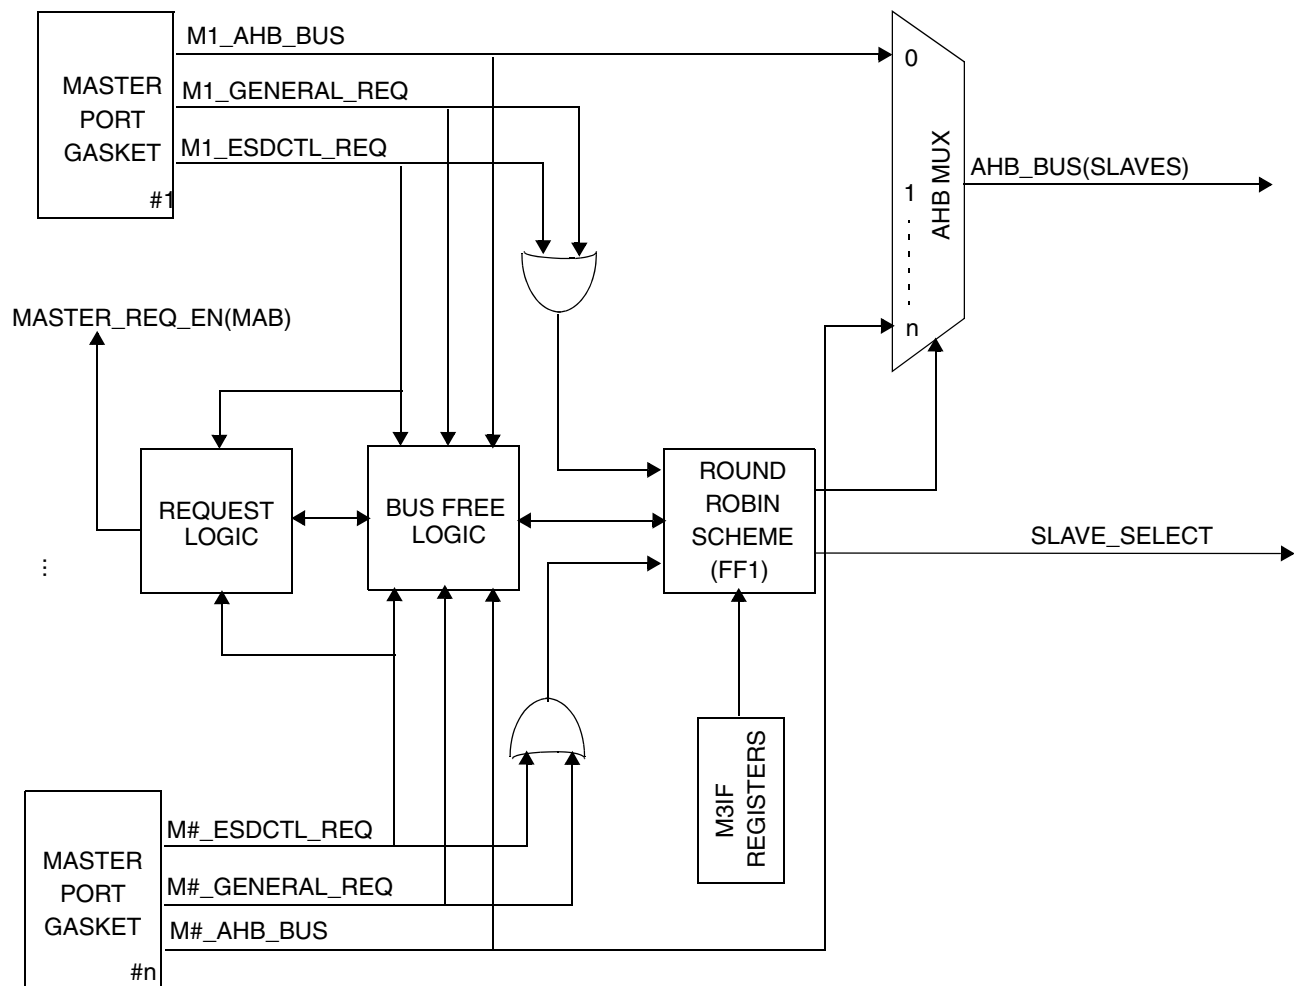 M1_AHB_BUS
MASTER
PORT
GASKET
#1
M1_GENERAL_REQ
M1_ESDCTL_REQ
0
1
n
AHB MUX
AHB_BUS(SLAVES)
MASTER_REQ_EN(MAB)
REQUEST
LOGIC
BUS FREE
LOGIC
ROUND
ROBIN
SCHEME
(FF1)
SLAVE_SELECT
...
M3IF
REGISTERS
M#_ESDCTL_REQ
M#_GENERAL_REQ
M#_AHB_BUS
MASTER
PORT
GASKET
#n